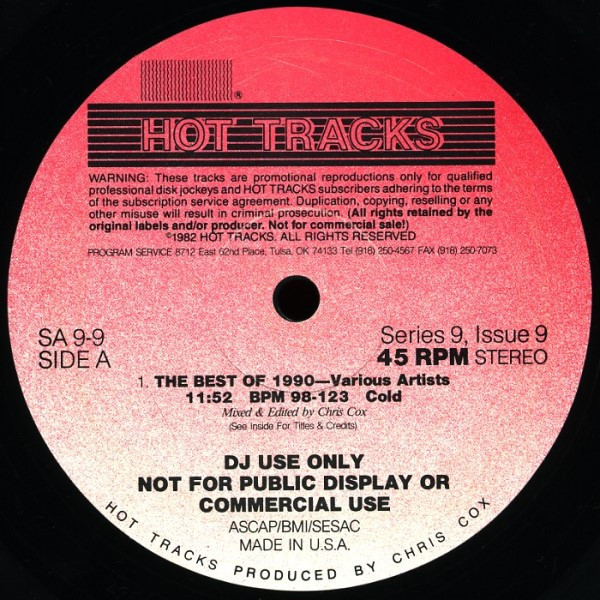 ®
HOT TRACKS
WARNING: These tracks are promotional reproductions only for qualified
professional disk jockeys and HOT TRACKS subscribers adhering to the terms
of the subscription service agreement. Duplication, copying, reselling or any
other misuse will result in criminal prosecution. (All rights retained by the
original labels and/or producer. Not for commercial sale!)
©1982 HOT TRACKS. ALL RIGHTS RESERVED
PROGRAM SERVICE 8712 East 62nd Place, Tulsa, OK 74133 Tel (918) 250-4567 FAX (918) 250-7073
SA 9-9
SIDE A
Series 9, Issue 9
45 RPM STEREO
1. THE BEST OF 1990—Various Artists
11:52 BPM 98-123 Cold
Mixed & Edited by Chris Cox
(See Inside For Titles & Credits)
DJ USE ONLY
NOT FOR PUBLIC DISPLAY OR
COMMERCIAL USE
ASCAP/BMI/SESAC
MADE IN U.S.A.
HOT TRACKS PRODUCED BY CHRIS COX